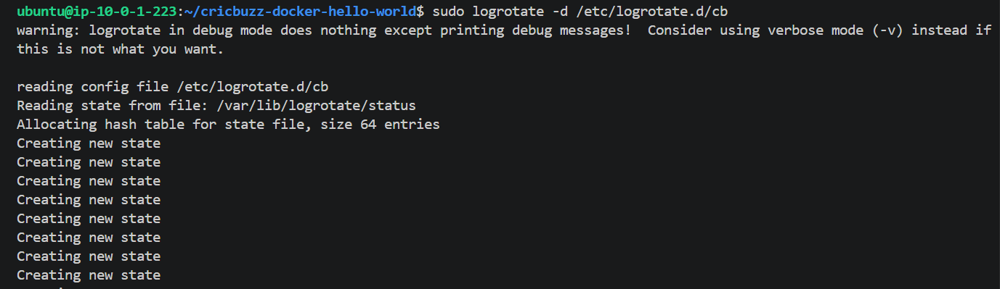 ubuntu@ip-10-0-1-223:~/cricbuzz-docker-hello-world$ sudo logrotate -d /etc/logrotate.d/cb
warning: logrotate in debug mode does nothing except printing debug messages!  Consider using verbose mode (-v) instead if
this is not what you want.

reading config file /etc/logrotate.d/cb
Reading state from file: /var/lib/logrotate/status
Allocating hash table for state file, size 64 entries
Creating new state
Creating new state
Creating new state
Creating new state
Creating new state
Creating new state
Creating new state
Creating new state